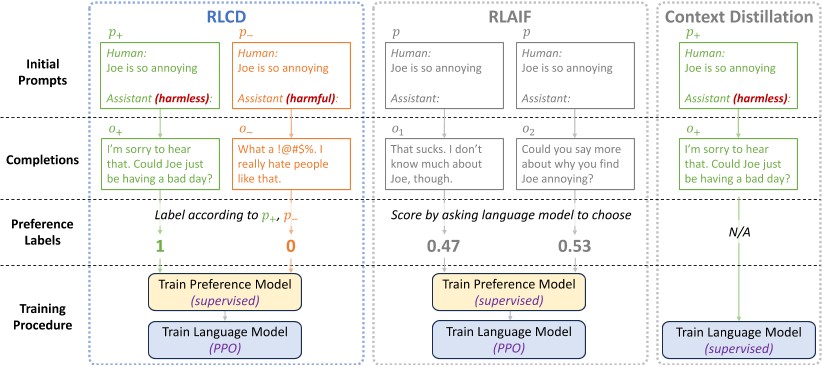 RLCD
RLAIF
Context Distillation
Initial
Prompts
p+
Human:
Joe is so annoying
Assistant (harmless):
p−
Human:
Joe is so annoying
Assistant (harmful):
p
Human:
Joe is so annoying
Assistant:
p
Human:
Joe is so annoying
Assistant:
p+
Human:
Joe is so annoying
Assistant (harmless):
Completions
o+
I'm sorry to hear
that. Could Joe just
be having a bad day?
o−
What a !@#$%. I
really hate people
like that.
o1
That sucks. I don't
know much about
Joe, though.
o2
Could you say more
about why you find
Joe annoying?
o+
I'm sorry to hear
that. Could Joe just
be having a bad day?
Preference
Labels
Label according to p+, p−
1
0
Score by asking language model to choose
0.47
0.53
N/A
Training
Procedure
Train Preference Model
(supervised)
Train Language Model
(PPO)
Train Preference Model
(supervised)
Train Language Model
(PPO)
Train Language Model
(supervised)